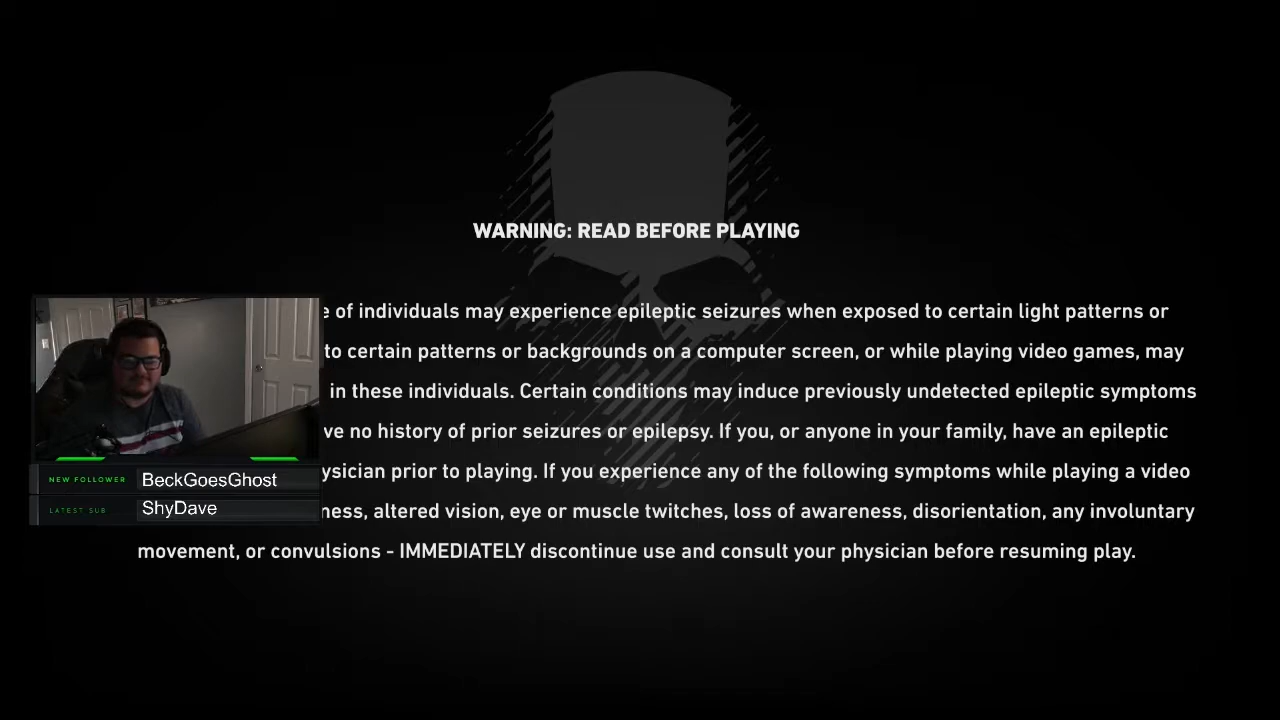 WARNING: READ BEFORE PLAYING
of individuals may experience epileptic seizures when exposed to certain light patterns or
to certain patterns or backgrounds on a computer screen, or while playing video games, may
in these individuals. Certain conditions may induce previously undetected epileptic symptoms
ve no history of prior seizures or epilepsy. If you, or anyone in your family, have an epileptic
ysician prior to playing. If you experience any of the following symptoms while playing a video
ness, altered vision, eye or muscle twitches, loss of awareness, disorientation, any involuntary
movement, or convulsions - IMMEDIATELY discontinue use and consult your physician before resuming play.
NEW FOLLOWER BeckGoesGhost
LATEST SUB ShyDave